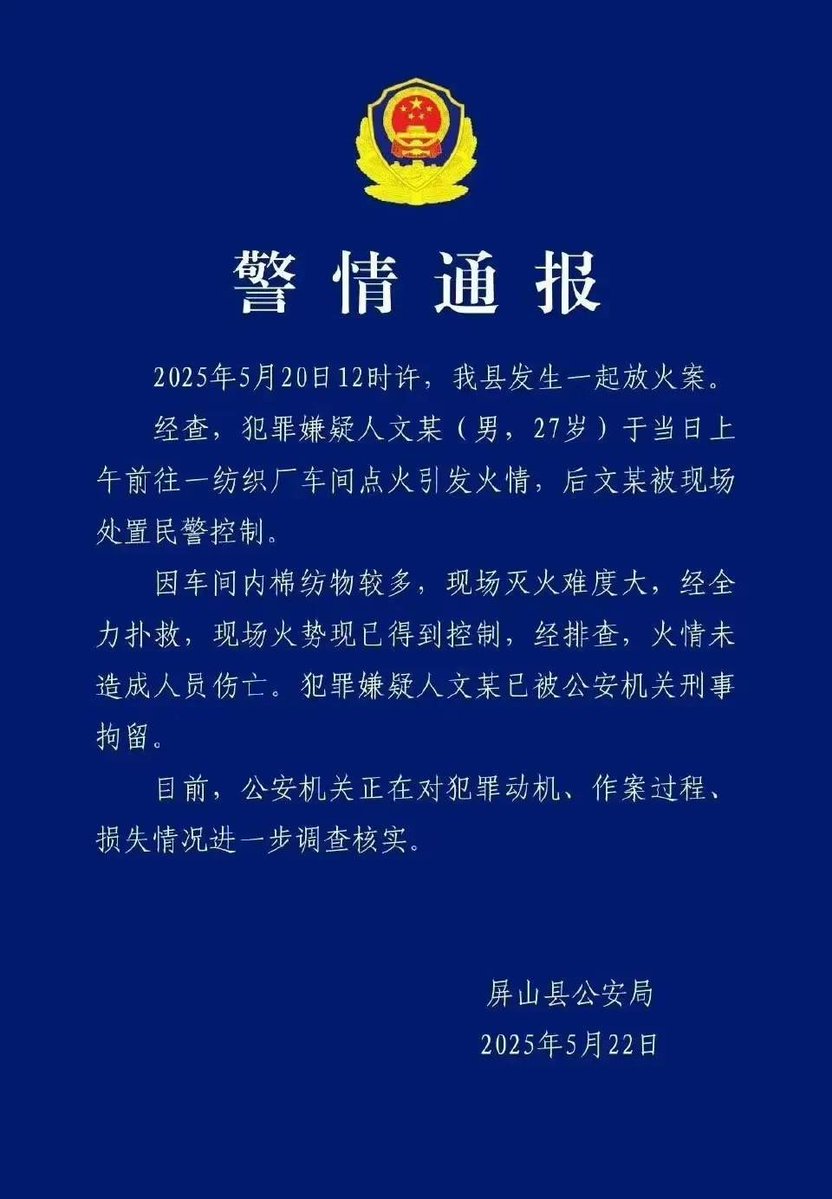 警情通报
2025年5月20日12时许，我县发生一起放火案。
经查，犯罪嫌疑人文某（男，27岁）于当日上
午前往一纺织厂车间点火引发火情，后文某被现场
处置民警控制。
因车间内棉纺物较多，现场灭火难度大，经全
力扑救，现场火势现已得到控制，经排查，火情未
造成人员伤亡。犯罪嫌疑人文某已被公安机关刑事
拘留。
目前，公安机关正在对犯罪动机、作案过程、
损失情况进一步调查核实。
屏山县公安局
2025年5月22日